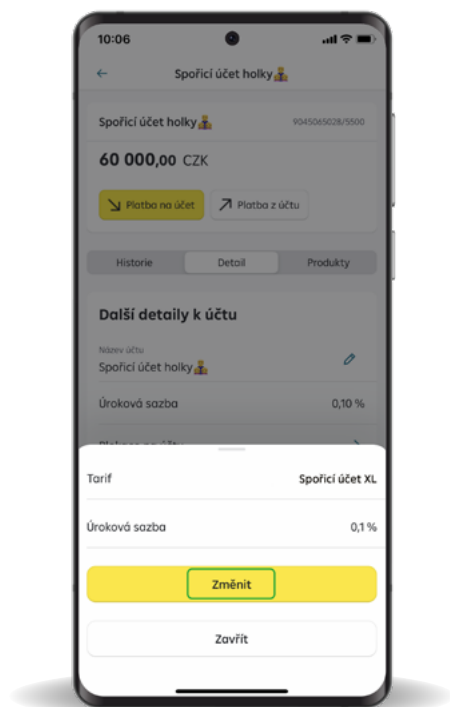 10:06
Spořicí účet holky
Spořicí účet holky 9045065028/5500
60 000,00 CZK
Platba na účet Platba z účtu
Historie Detail Produkty
Další detaily k účtu
Název účtu
Spořicí účet holky
Úroková sazba 0,10 %
Tarif Spořicí účet XL
Úroková sazba 0,1 %
Změnit
Zavřít